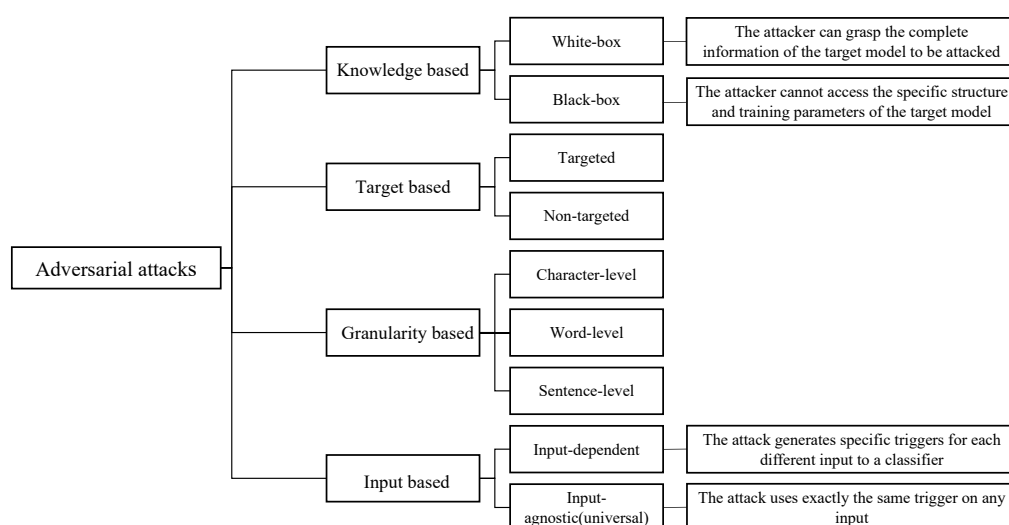 Adversarial attacks
Knowledge based
White-box
The attacker can grasp the complete
information of the target model to be attacked
Black-box
The attacker cannot access the specific structure
and training parameters of the target model
Target based
Targeted
Non-targeted
Granularity based
Character-level
Word-level
Sentence-level
Input based
Input-dependent
The attack generates specific triggers for each
different input to a classifier
Input-
agnostic(universal)
The attack uses exactly the same trigger on any
input